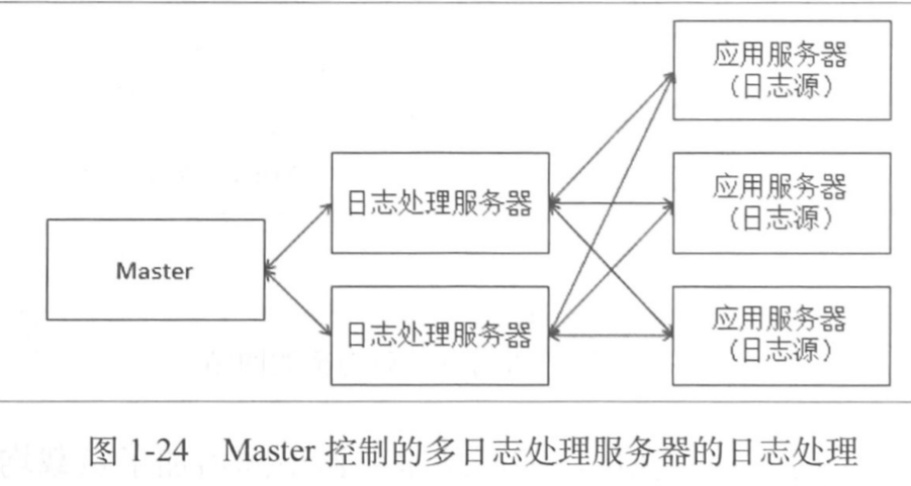 应用服务器
（日志源）
日志处理服务器
应用服务器
（日志源）
Master
日志处理服务器
应用服务器
（日志源）
图 1-24 Master 控制的多日志处理服务器的日志处理